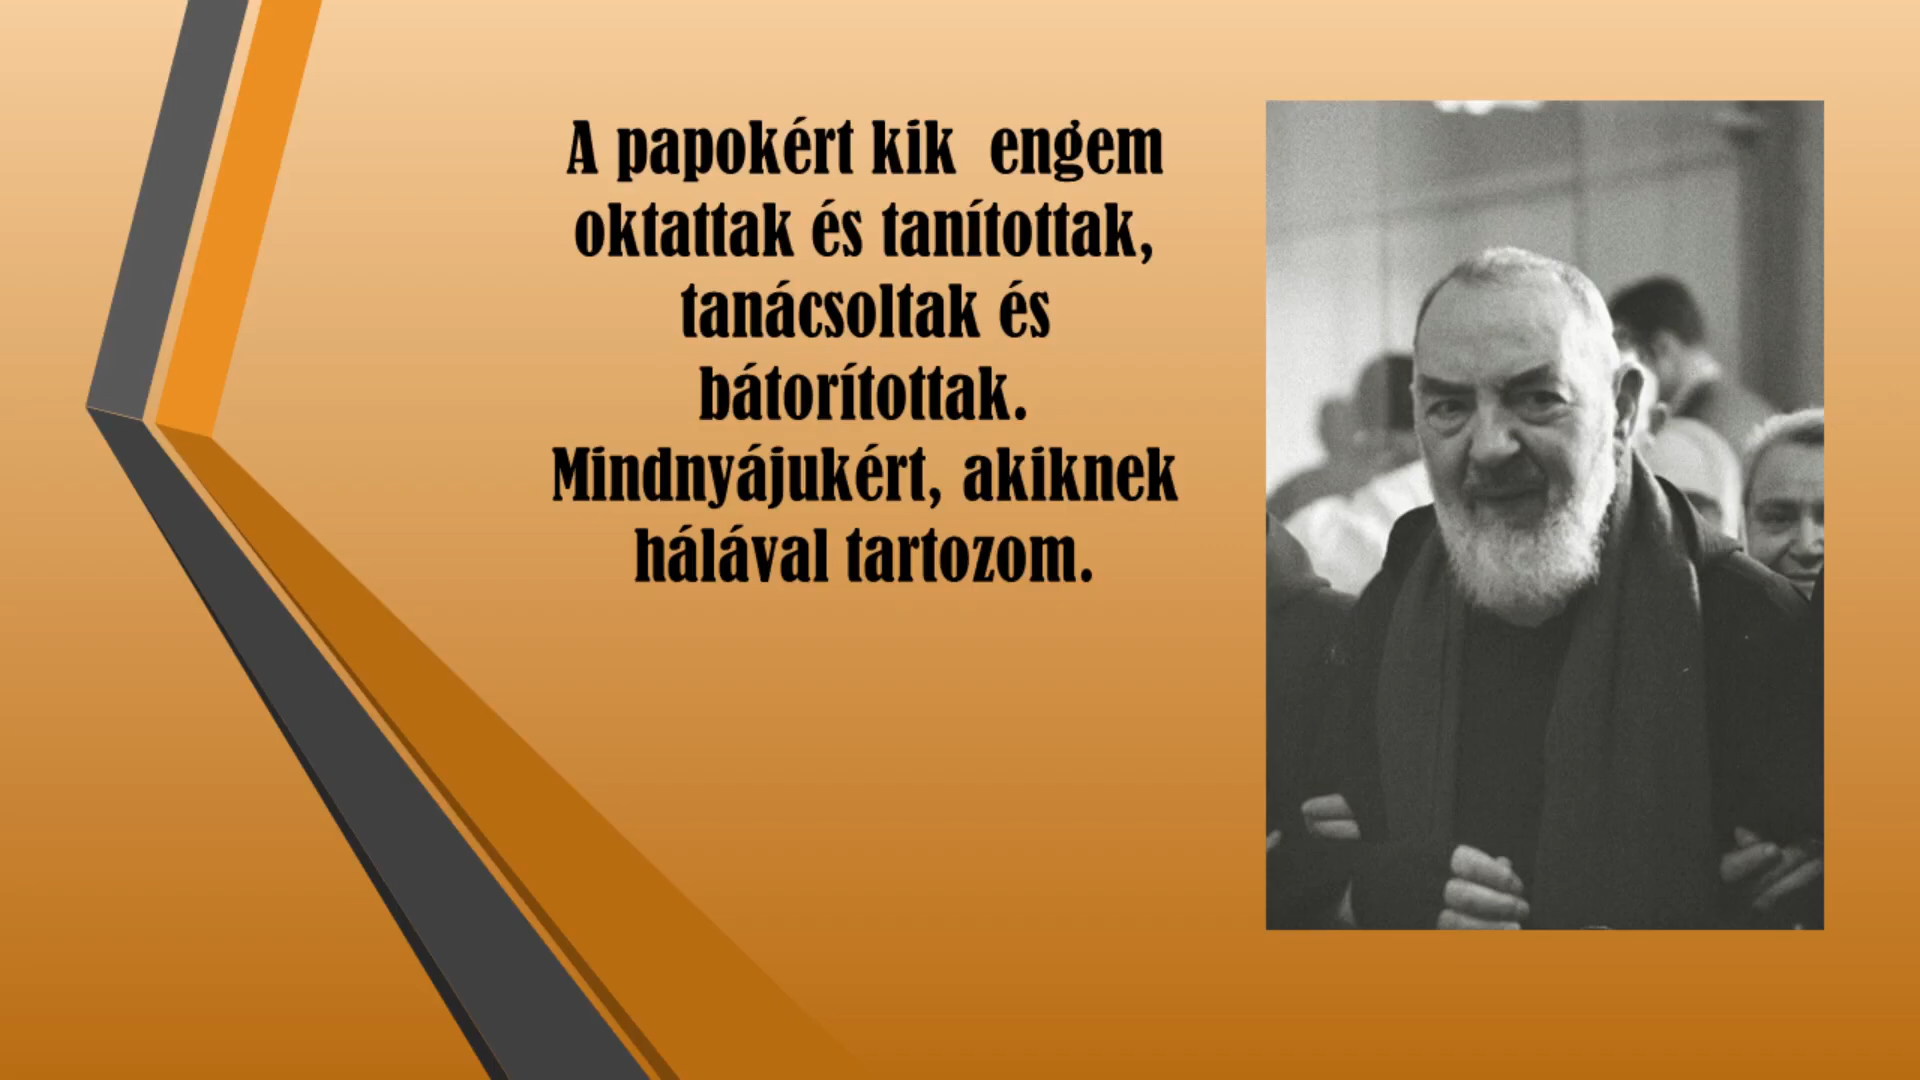 A papokért kik  engem
oktattak és tanítottak,
tanácsoltak és
bátorítottak.
Mindnyájukért, akiknek
hálával tartozom.